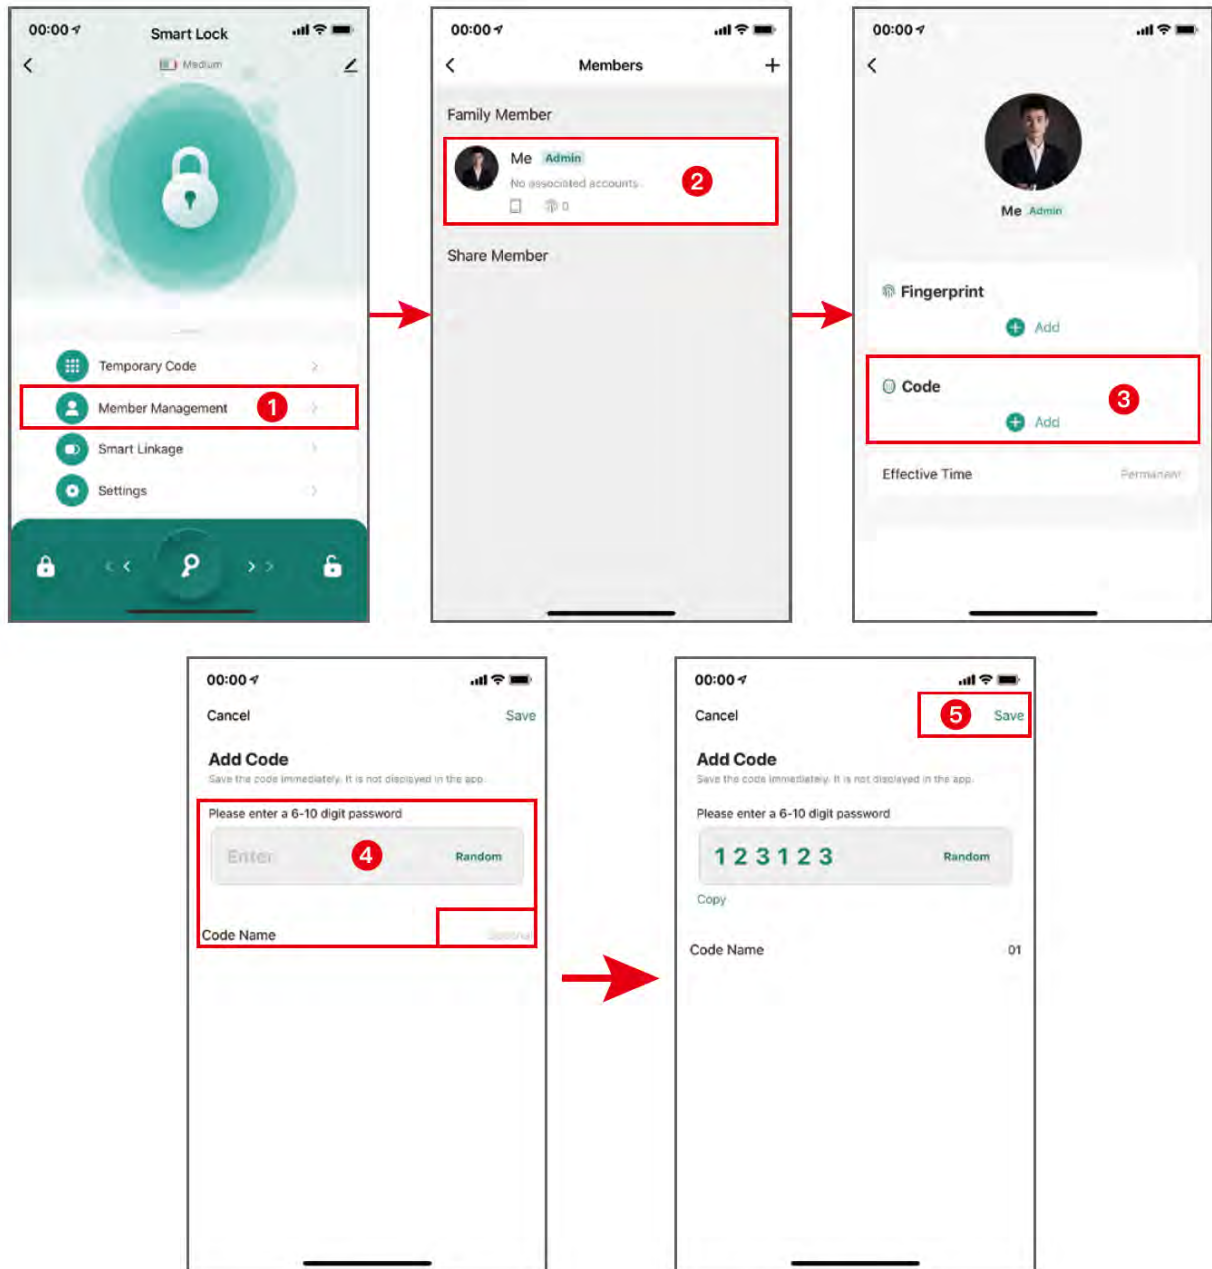 00:00
Smart Lock
Medium
Temporary Code
Member Management 1
Smart Linkage
Settings
00:00
Members
Family Member
Me Admin
No associated accounts.
0
2
Share Member
00:00
Me Admin
Fingerprint
Add
Code
Add
3
Effective Time Permanent
00:00
Cancel Save
Add Code
Save the code immediately. It is not displayed in the app.
Please enter a 6-10 digit password
Enter 4 Random
Code Name
00:00
Cancel 5 Save
Add Code
Save the code immediately. It is not displayed in the app.
Please enter a 6-10 digit password
123123 Random
Copy
Code Name 01